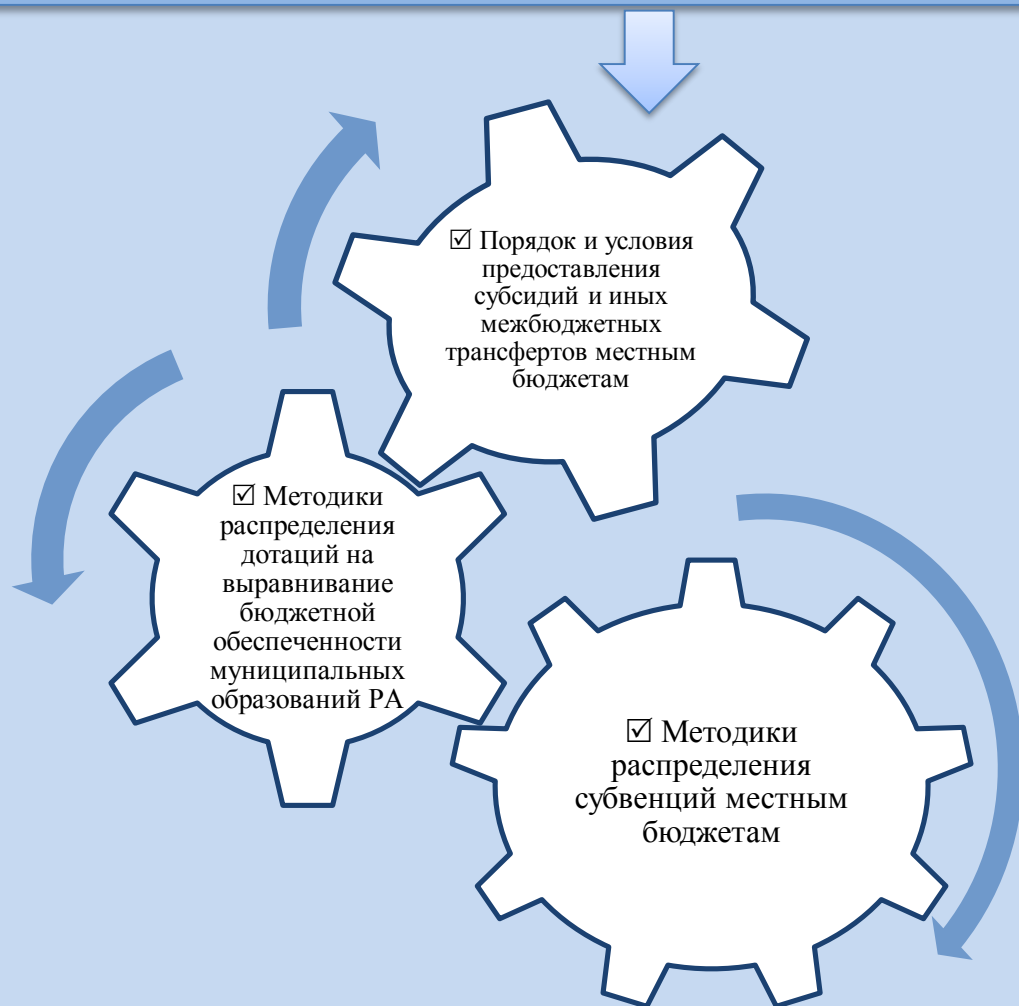 ☑ Порядок и условия
предоставления
субсидий и иных
межбюджетных
трансфертов местным
бюджетам
☑ Методики
распределения
дотаций на
выравнивание
бюджетной
обеспеченности
муниципальных
образований РА
☑ Методики
распределения
субвенций местным
бюджетам